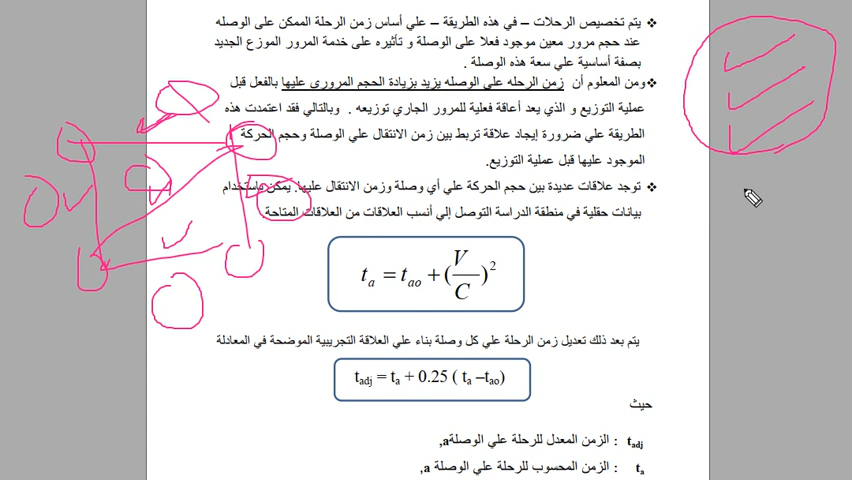 ❖ يتم تخصيص الرحلات – في هذه الطريقة – علي أساس زمن الرحلة الممكن على الوصله
عند حجم مرور معين موجود فعلا على الوصلة و تأثيره على خدمة المرور الموزع الجديد
بصفة أساسية علي سعة هذه الوصلة .
❖ ومن المعلوم أن زمن الرحله علي الوصله يزيد بزيادة الحجم المرورى عليها بالفعل قبل
عملية التوزيع و الذي يعد أعاقة فعلية للمرور الجاري توزيعه . وبالتالي فقد اعتمدت هذه
الطريقة علي ضرورة إيجاد علاقة تربط بين زمن الانتقال علي الوصلة وحجم الحركة
الموجود عليها قبل عملية التوزيع.
❖ توجد علاقات عديدة بين حجم الحركة علي أي وصلة وزمن الانتقال عليها. يمكن باستخدام
بيانات حقلية في منطقة الدراسة التوصل إلي أنسب العلاقات من العلاقات المتاحة.
t_a = t_ao + (V/C)^2
يتم بعد ذلك تعديل زمن الرحلة علي كل وصلة بناء علي العلاقة التجريبية الموضحة في المعادلة
t_adj = t_a + 0.25 ( t_a –t_ao)
حيث
t_adj : الزمن المعدل للرحلة علي الوصلة a,
t_a : الزمن المحسوب للرحلة علي الوصلة a,